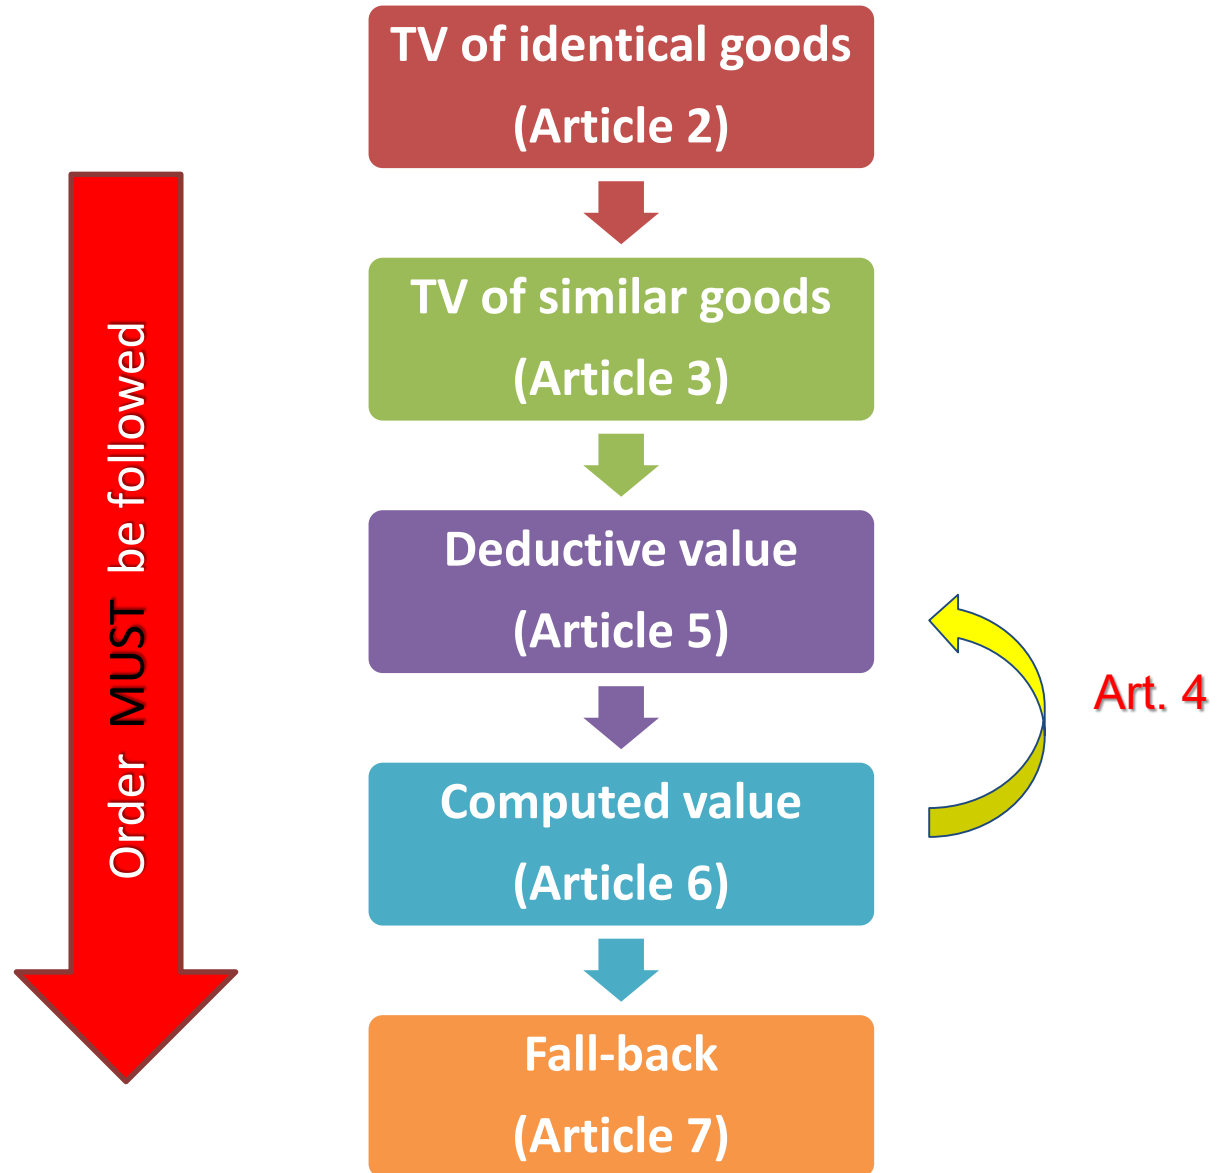 TV of identical goods
(Article 2)
TV of similar goods
(Article 3)
Order MUST be followed
Deductive value
(Article 5)
Art. 4
Computed value
(Article 6)
Fall-back
(Article 7)